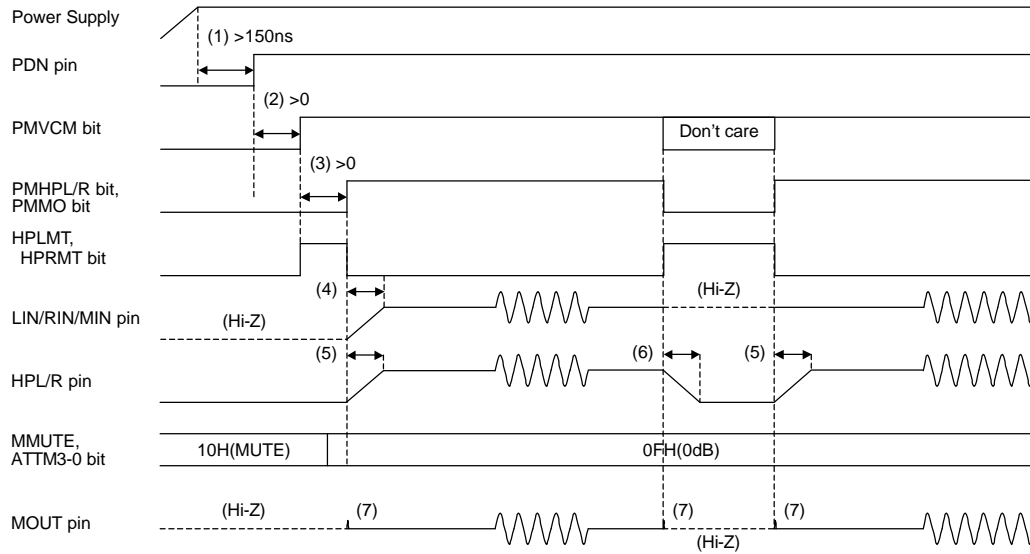 Power Supply
(1) >150ns
PDN pin
(2) >0
PMVCM bit
Don't care
(3) >0
PMHPL/R bit,
PMMO bit
HPLMT,
HPRMT bit
(4)
(Hi-Z)
LIN/RIN/MIN pin
(Hi-Z)
(5)
(6)
(5)
HPL/R pin
MMUTE,
ATTM3-0 bit
10H(MUTE)
0FH(0dB)
(Hi-Z)
(7)
(7)
(7)
MOUT pin
(Hi-Z)